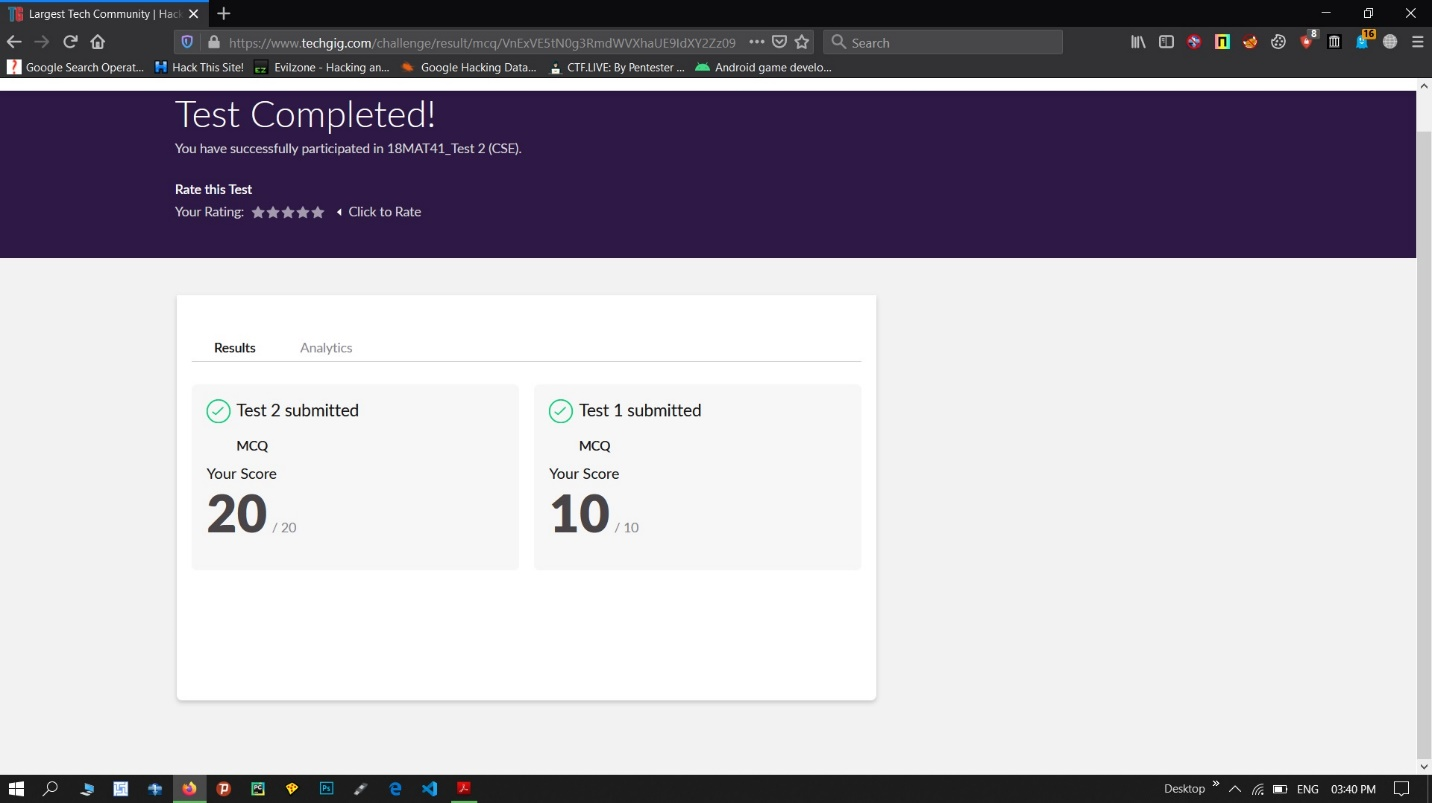 Largest Tech Community | Hack
https://www.techgig.com/challenge/result/mcq/VnExVE5tN0g3RmdWVXhaUE9IdXY2Zz09
Search
8
16
Google Search Operat...
Hack This Site!
Evilzone - Hacking an...
Google Hacking Data...
CTF.LIVE: By Pentester ...
Android game develo...
Test Completed!
You have successfully participated in 18MAT41_Test 2 (CSE).
Rate this Test
Your Rating:
Click to Rate
Results
Analytics
Test 2 submitted
MCQ
Your Score
20 / 20
Test 1 submitted
MCQ
Your Score
10 / 10
Desktop
ENG
03:40 PM